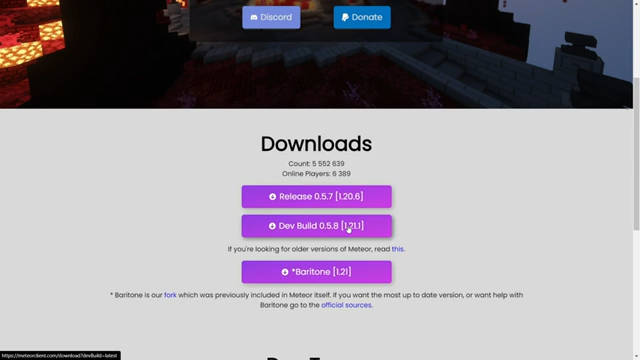 Discord
Donate
Downloads
Count: 5 552 639
Online Players: 6 389
Release 0.5.7 [1.20.6]
Dev Build 0.5.8 [1.21.1]
If you're looking for older versions of Meteor, read this.
*Baritone [1.21]
* Baritone is our fork which was previously included in Meteor itself. If you want the most up to date version, or want help with
Baritone go to the official sources.
https://meteorclient.com/download?devBuild=latest